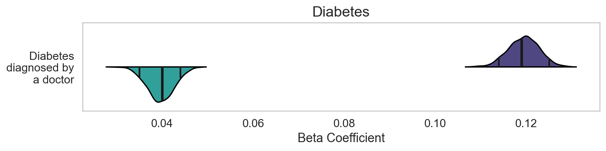 Diabetes
Diabetes
diagnosed by
a doctor
0.04
0.06
0.08
0.10
0.12
Beta Coefficient